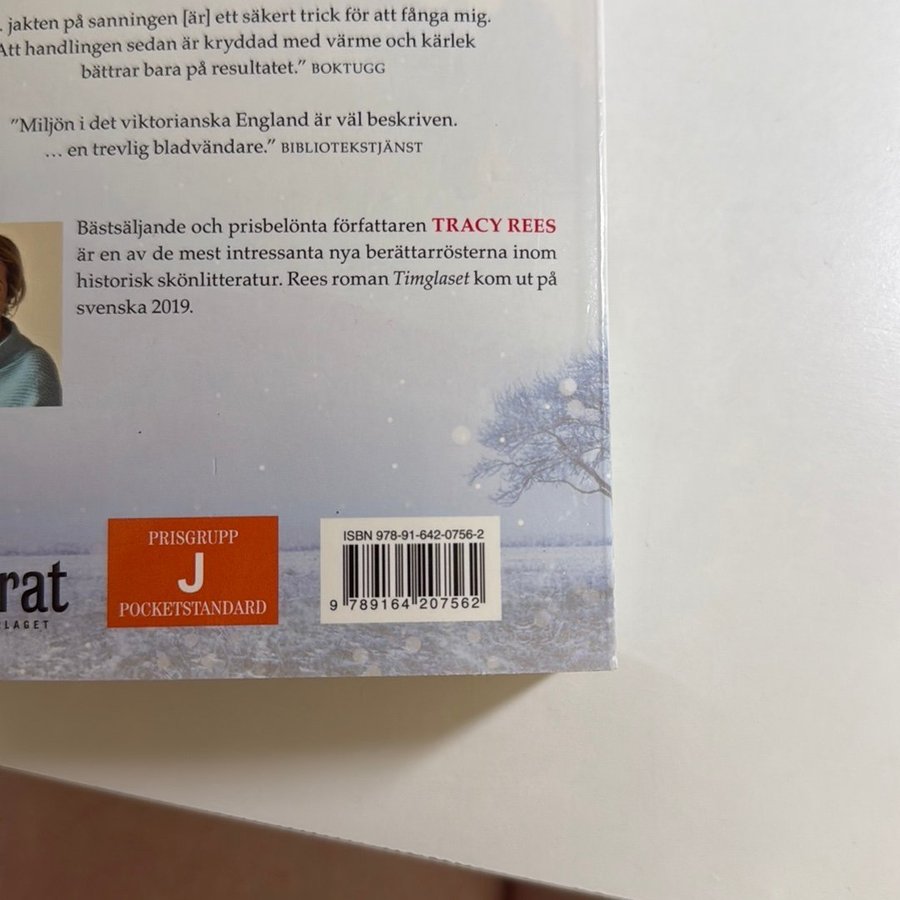 . jakten på sanningen [är] ett säkert trick för att fånga mig.
Att handlingen sedan är kryddad med värme och kärlek
bättrar bara på resultatet.” BOKTUGG
”Miljön i det viktorianska England är väl beskriven.
… en trevlig bladvändare.” BIBLIOTEKSTJÄNST
Bästsäljande och prisbelönta författaren TRACY REES
är en av de mest intressanta nya berättarrösterna inom
historisk skönlitteratur. Rees roman Timglaset kom ut på
svenska 2019.
rat
LAGET
PRISGRUPP
J
POCKETSTANDARD
ISBN 978-91-642-0756-2
9 789164 207562